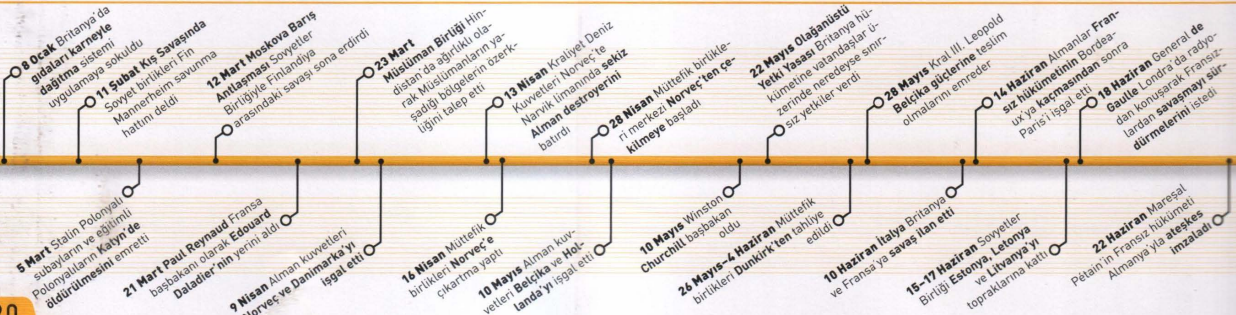 8 Ocak Britanya'da
gıdaları karneyle
dağıtma sistemi
uygulamaya sokuldu
11 Şubat Kış Savaşında
Sovyet birlikleri Fin
Mannerheim savunma
hattını deldi
12 Mart Moskova Barış
Antlaşması Sovyetler
Birliğiyle Finlandiya
arasındaki savaşı sona erdirdi
23 Mart
Müslüman Birliği Hin-
distan'da ağırlıklı ola-
rak Müslümanların ya-
şadığı bölgelerin özerk-
liğini talep etti
13 Nisan Kraliyet Deniz
Kuvvetleri Norveç'te
Narvik limanında sekiz
Alman destroyerini
batırdı
28 Nisan Müttefik birlikle-
ri merkezi Norveç'ten çe-
kilmeye başladı
22 Mayıs Olağanüstü
Yetki Yasası Britanya hü-
kümetine vatandaşlar ü-
zerinde neredeyse sınır-
sız yetkiler verdi
28 Mayıs Kral III. Leopold
Belçika güçlerine teslim
olmalarını emreder
14 Haziran Almanlar Fran-
sız hükümetinin Bordea-
ux'ya kaçmasından sonra
Paris'i işgal etti
18 Haziran General de
Gaulle Londra'da radyo-
dan konuşarak Fransız-
lardan savaşmayı sür-
dürmelerini istedi
5 Mart Stalin Polonyalı
subayların ve eğitimli
Polonyalıların Katyn'de
öldürülmesini emretti
21 Mart Paul Reynaud Fransa
başbakanı olarak Edouard
Daladier'nin yerini aldı
9 Nisan Alman kuvvetleri
Norveç ve Danimarka'yı
işgal etti
16 Nisan Müttefik
birlikleri Norveç'e
çıkarma yaptı
10 Mayıs Alman kuv-
vetleri Belçika ve Hol-
landa'yı işgal etti
10 Mayıs Winston
Churchill başbakan
oldu
26 Mayıs–4 Haziran Müttefik
birlikleri Dunkirk'ten tahliye
edildi
10 Haziran İtalya Britanya
ve Fransa'ya savaş ilan etti
15–17 Haziran Sovyetler
Birliği Estonya, Letonya
ve Litvanya'yı
topraklarına kattı
22 Haziran Mareşal
Pétain'in Fransız hükümeti
Almanya'yla ateşkes
imzaladı